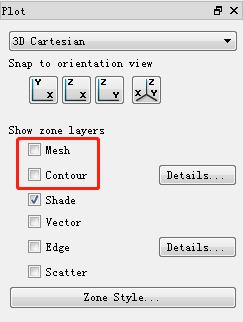 Plot
3D Cartesian
Snap to orientation view
Y X Z X Z Y X Z Y
Show zone layers
Mesh
Contour Details...
Shade
Vector
Edge Details...
Scatter
Zone Style...